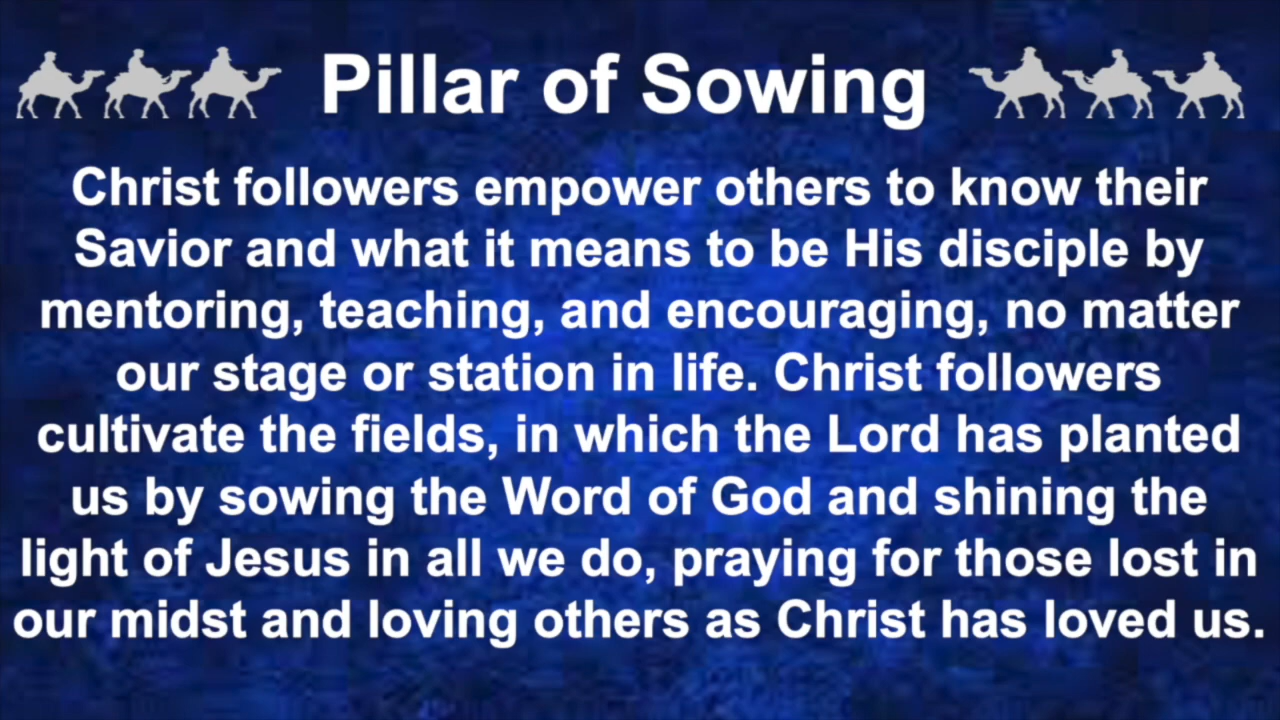 Pillar of Sowing
Christ followers empower others to know their
Savior and what it means to be His disciple by
mentoring, teaching, and encouraging, no matter
our stage or station in life. Christ followers
cultivate the fields, in which the Lord has planted
us by sowing the Word of God and shining the
light of Jesus in all we do, praying for those lost in
our midst and loving others as Christ has loved us.